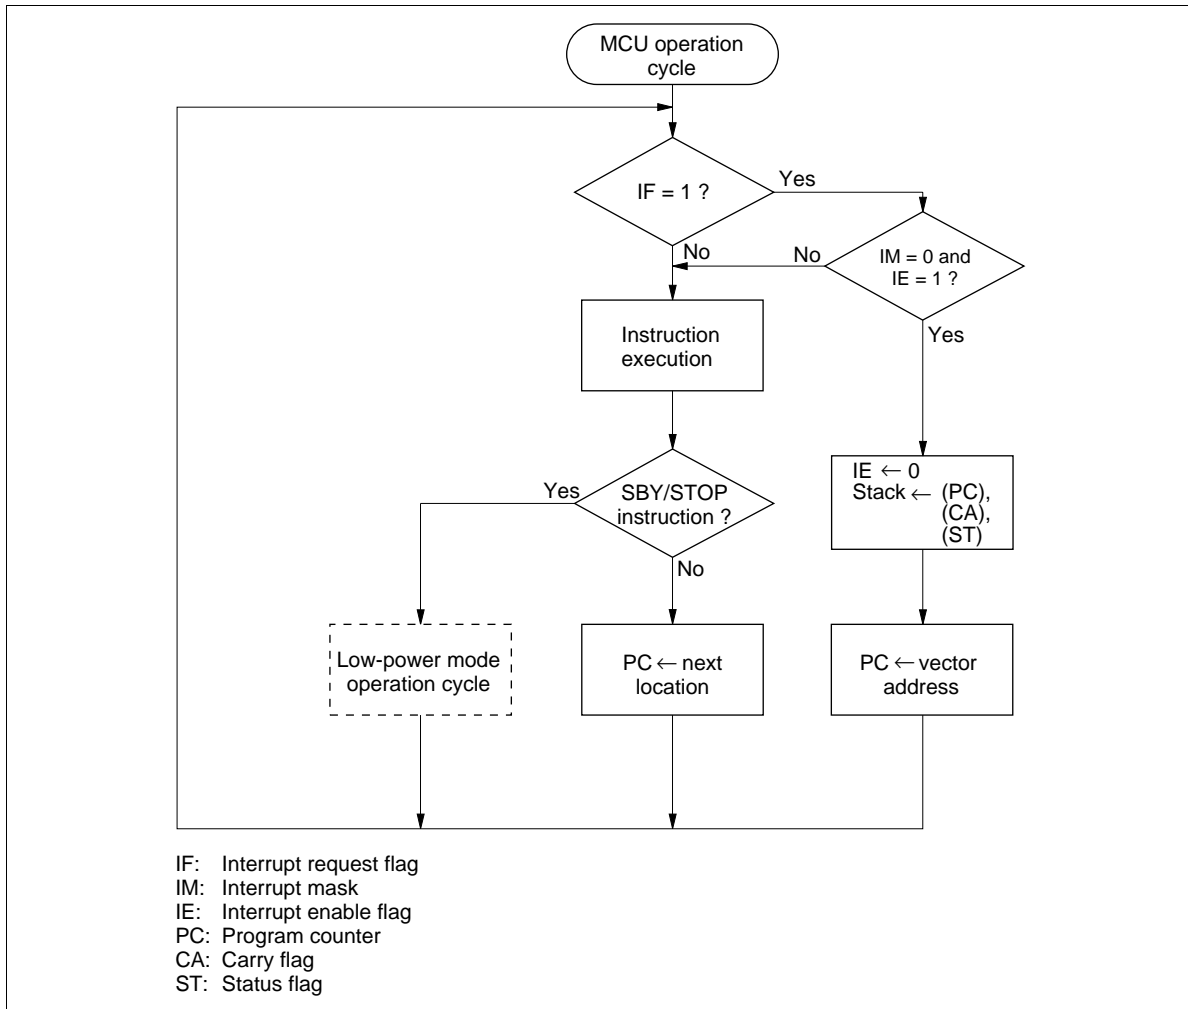 MCU operation
cycle
IF = 1 ?
Yes
No
No
IM = 0 and
IE = 1 ?
Yes
Instruction
execution
IE ← 0
Stack ← (PC),
(CA),
(ST)
Yes
SBY/STOP
instruction ?
No
Low-power mode
operation cycle
PC ← next
location
PC ← vector
address
IF: Interrupt request flag
IM: Interrupt mask
IE: Interrupt enable flag
PC: Program counter
CA: Carry flag
ST: Status flag